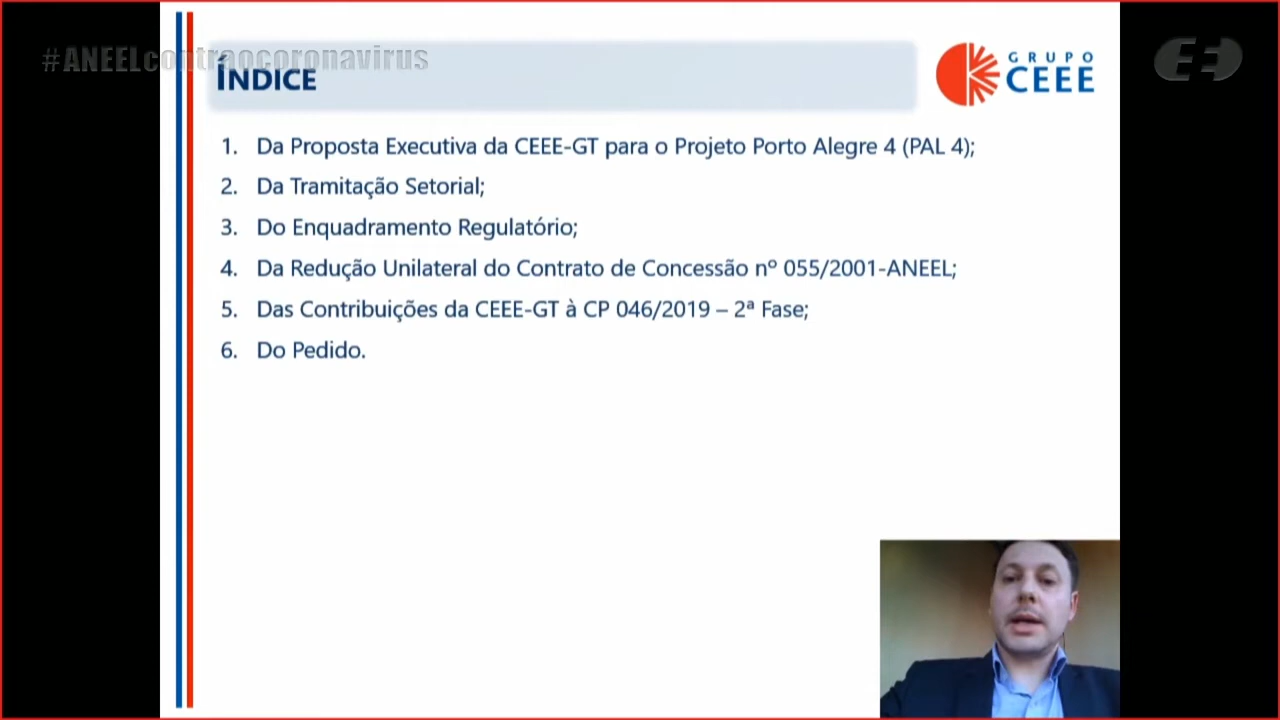 #ANEELcontraocoronavirus
ÍNDICE
GRUPO
CEEE
1. Da Proposta Executiva da CEEE-GT para o Projeto Porto Alegre 4 (PAL 4);
2. Da Tramitação Setorial;
3. Do Enquadramento Regulatório;
4. Da Redução Unilateral do Contrato de Concessão nº 055/2001-ANEEL;
5. Das Contribuições da CEEE-GT à CP 046/2019 – 2ª Fase;
6. Do Pedido.